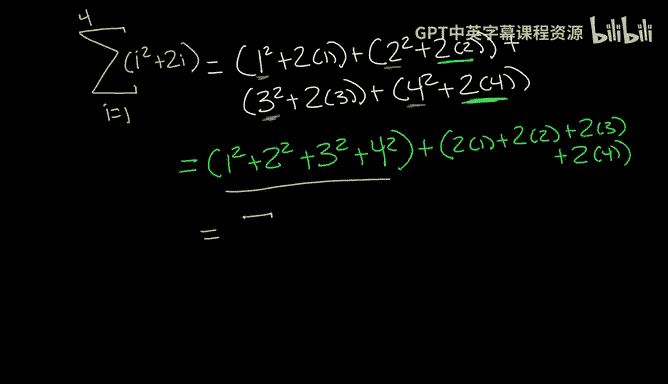 GPT中英字幕课程资源 bilibili
4
∑ (i²+2i) = (1²+2(1)+(2²+2(2))+
i=1
(3²+2(3))+(4²+2(4))
=(1²+2²+3²+4²)+(2(1)+2(2)+2(3)
+2(4))
=